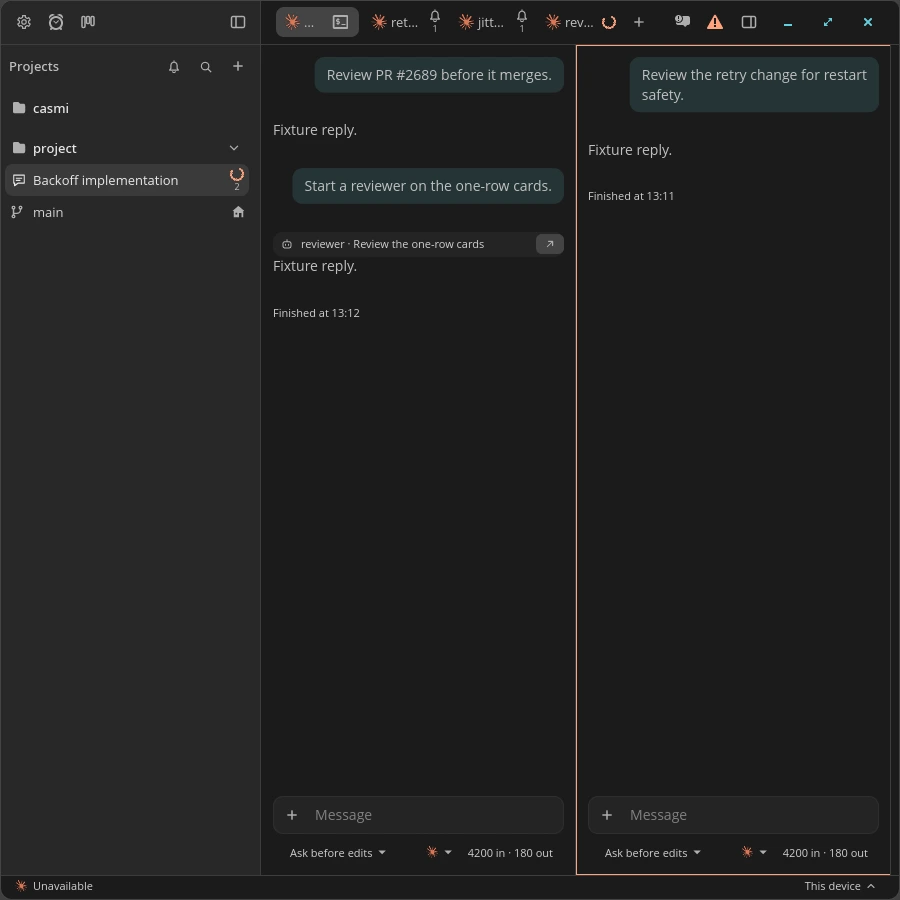 ...
ret...
1
jitt...
1
rev...
Projects
casmi
project
Backoff implementation
2
main
Review PR #2689 before it merges.
Fixture reply.
Start a reviewer on the one-row cards.
reviewer · Review the one-row cards
Fixture reply.
Finished at 13:12
Message
Ask before edits
4200 in · 180 out
Review the retry change for restart
safety.
Fixture reply.
Finished at 13:11
Message
Ask before edits
4200 in · 180 out
Unavailable
This device